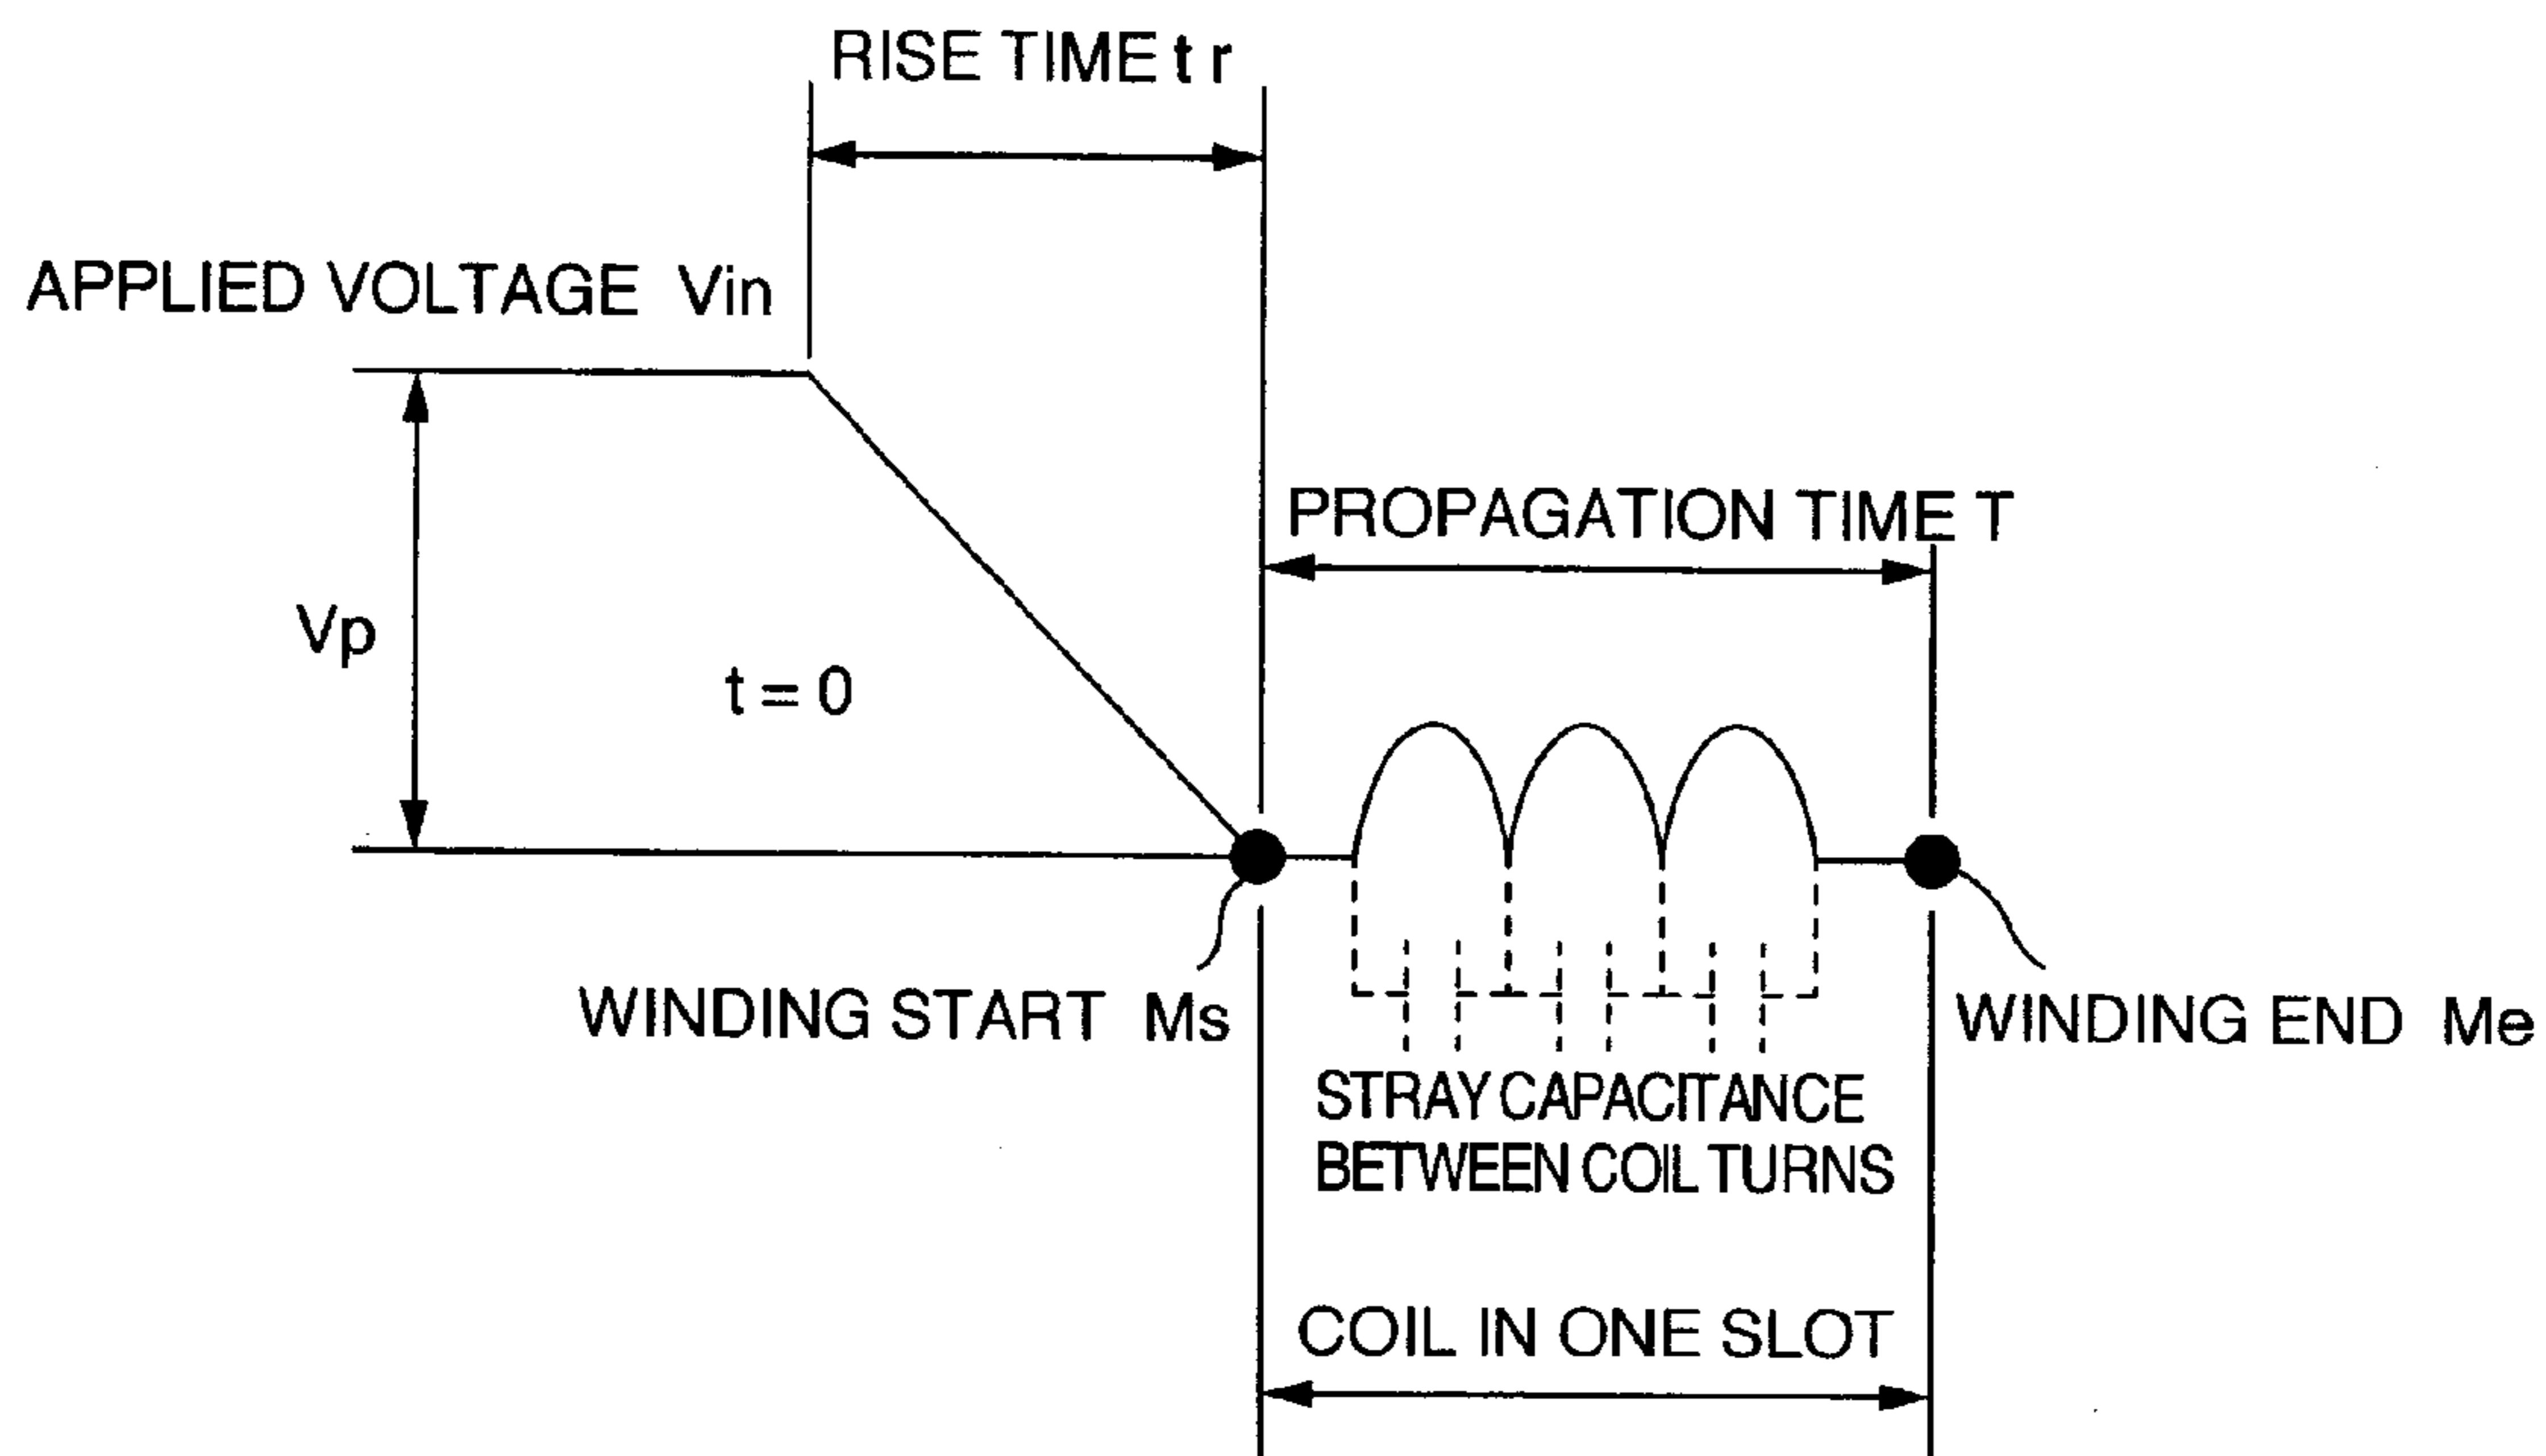 RISE TIME t r
APPLIED VOLTAGE Vin
PROPAGATION TIME T
Vp
t = 0
WINDING START Ms
WINDING END Me
STRAY CAPACITANCE
BETWEEN COIL TURNS
COIL IN ONE SLOT